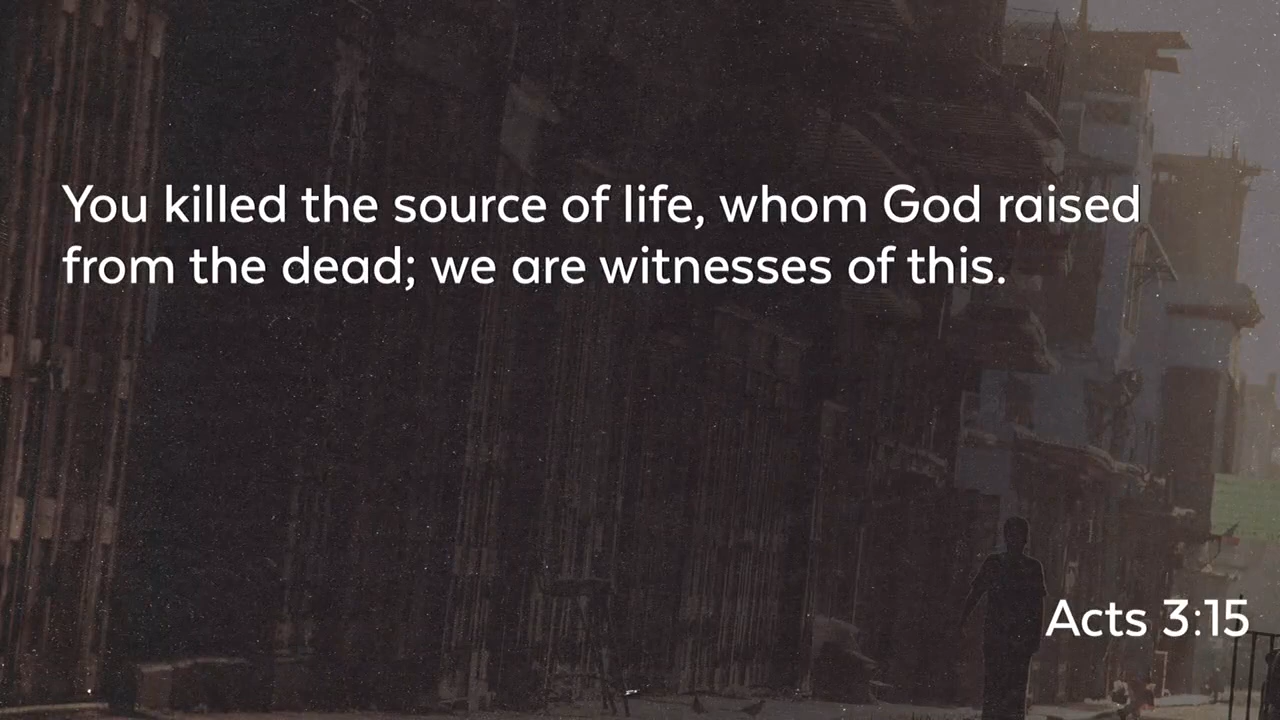 You killed the source of life, whom God raised
from the dead; we are witnesses of this.
Acts 3:15